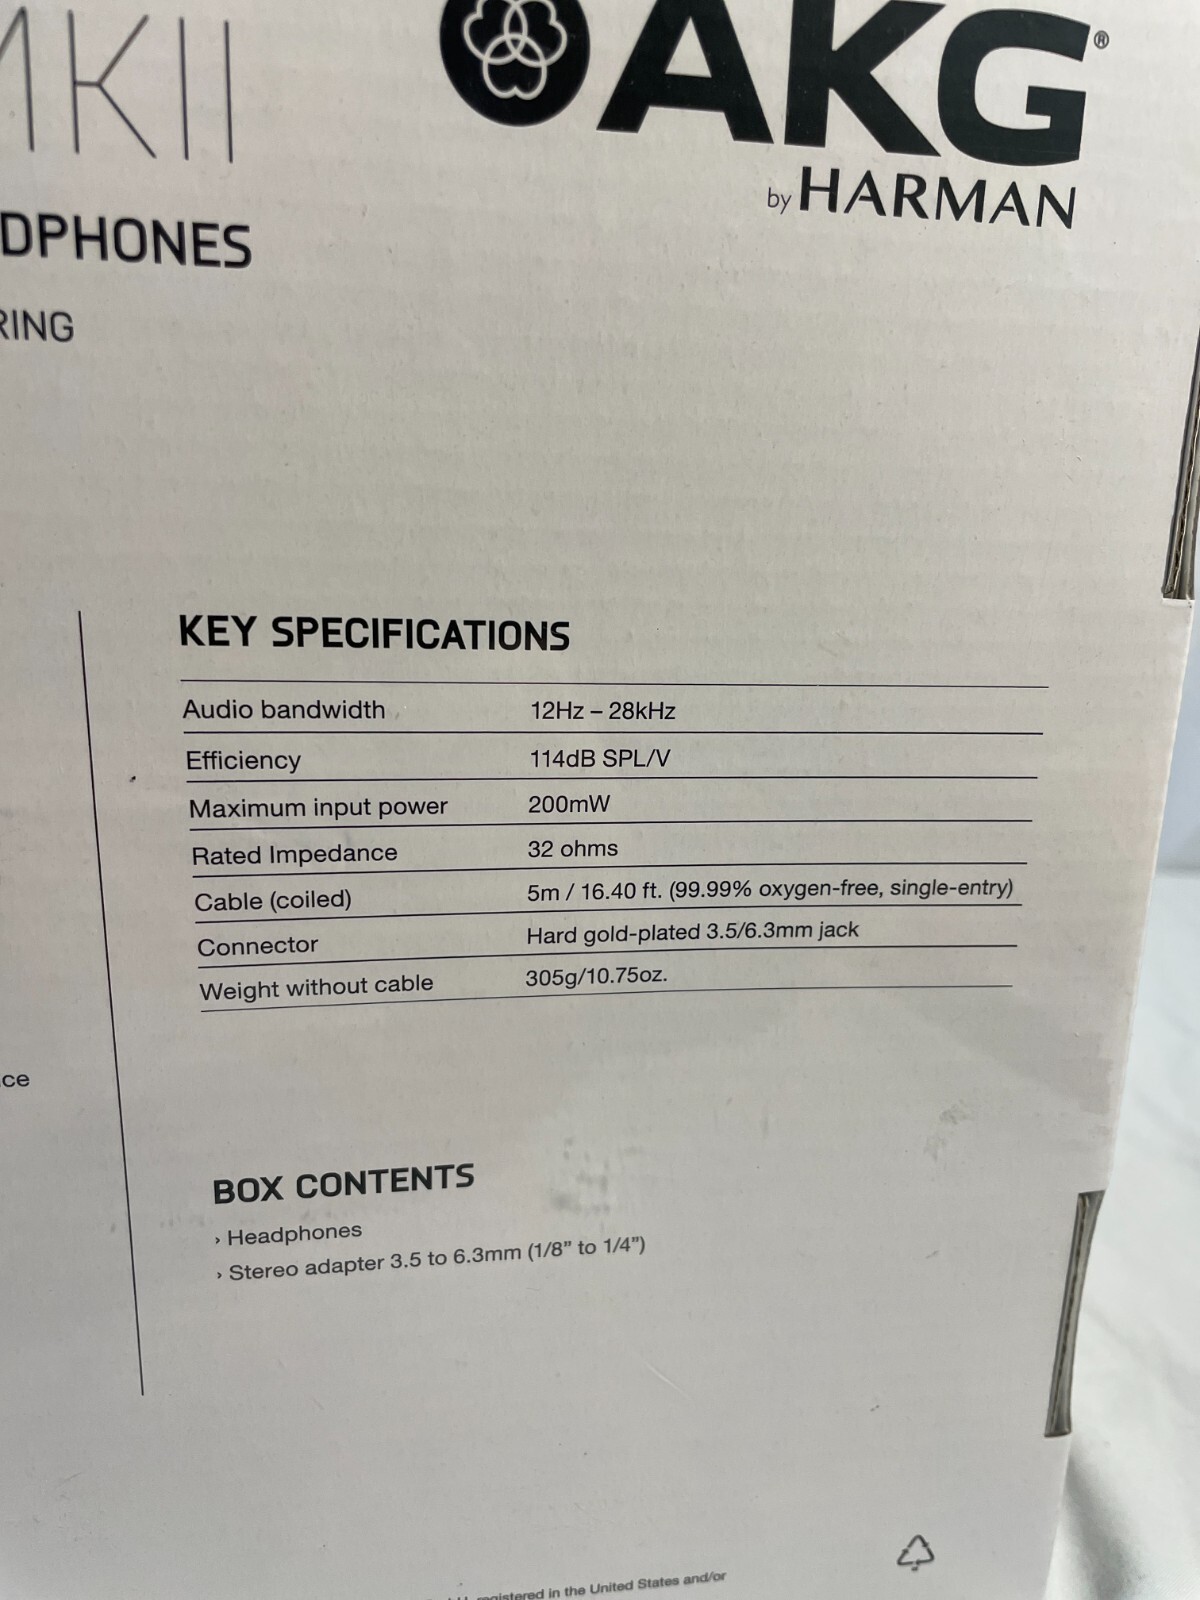 MKII
AKG®
by HARMAN
DPHONES
RING
KEY SPECIFICATIONS
Audio bandwidth 12Hz – 28kHz
Efficiency 114dB SPL/V
Maximum input power 200mW
Rated Impedance 32 ohms
Cable (coiled) 5m / 16.40 ft. (99.99% oxygen-free, single-entry)
Connector Hard gold-plated 3.5/6.3mm jack
Weight without cable 305g/10.75oz.
ce
BOX CONTENTS
› Headphones
› Stereo adapter 3.5 to 6.3mm (1/8” to 1/4”)
registered in the United States and/or